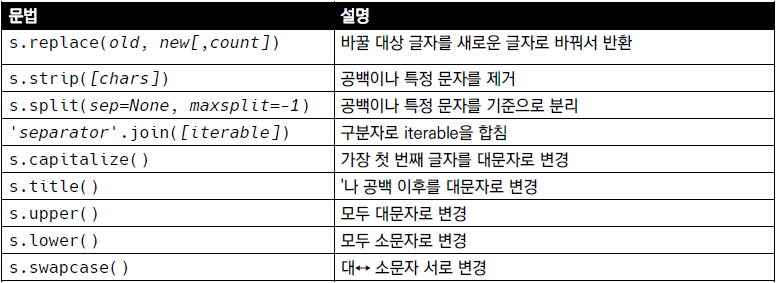 문법 설명
s.replace(old, new[,count]) 바꿀 대상 글자를 새로운 글자로 바꿔서 반환
s.strip([chars]) 공백이나 특정 문자를 제거
s.split(sep=None, maxsplit=-1) 공백이나 특정 문자를 기준으로 분리
'separator'.join([iterable]) 구분자로 iterable을 합침
s.capitalize() 가장 첫 번째 글자를 대문자로 변경
s.title() '나 공백 이후를 대문자로 변경
s.upper() 모두 대문자로 변경
s.lower() 모두 소문자로 변경
s.swapcase() 대↔ 소문자 서로 변경